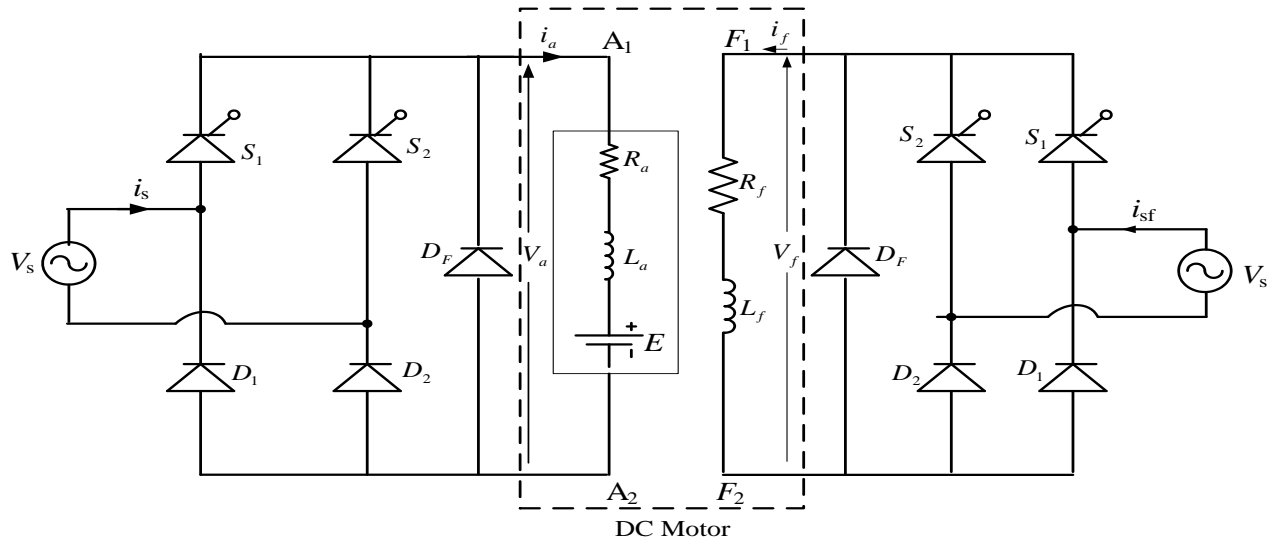 i_a
A_1
F_1
i_f
S_1
S_2
R_a
R_f
S_2
S_1
i_s
i_sf
V_s
D_F
V_a
L_a
V_f
D_F
V_s
L_f
+
E
-
D_1
D_2
D_2
D_1
A_2
F_2
DC Motor